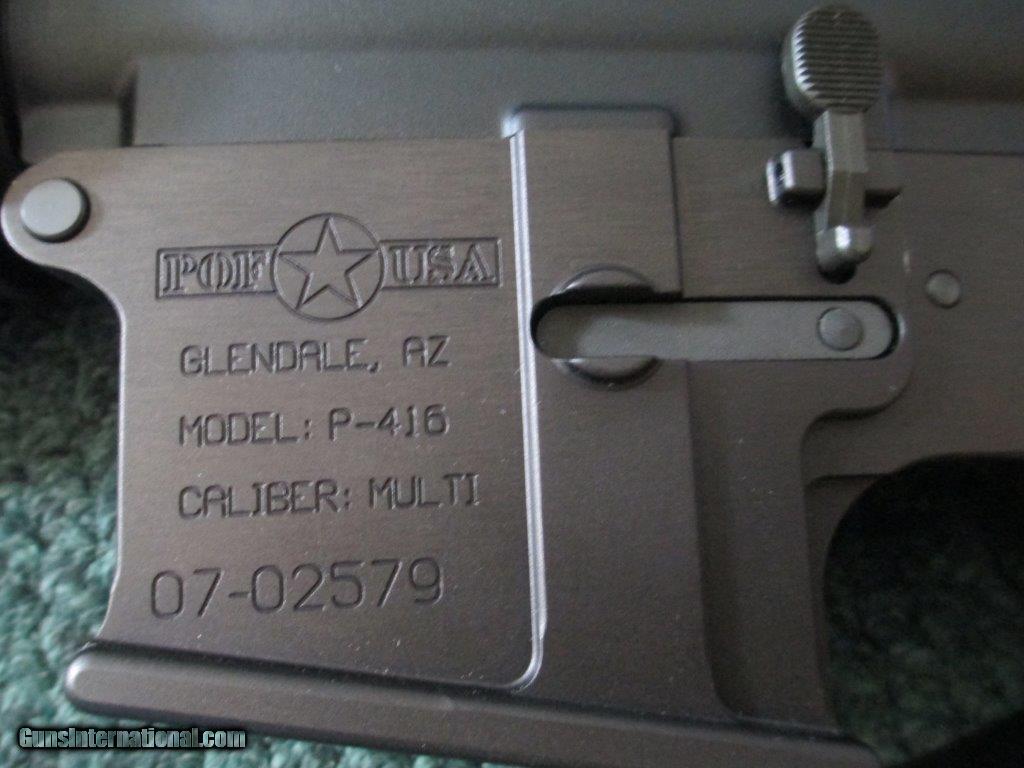 POF USA
GLENDALE, AZ
MODEL: P-416
CALIBER: MULTI
07-02579
GunsInternational.com